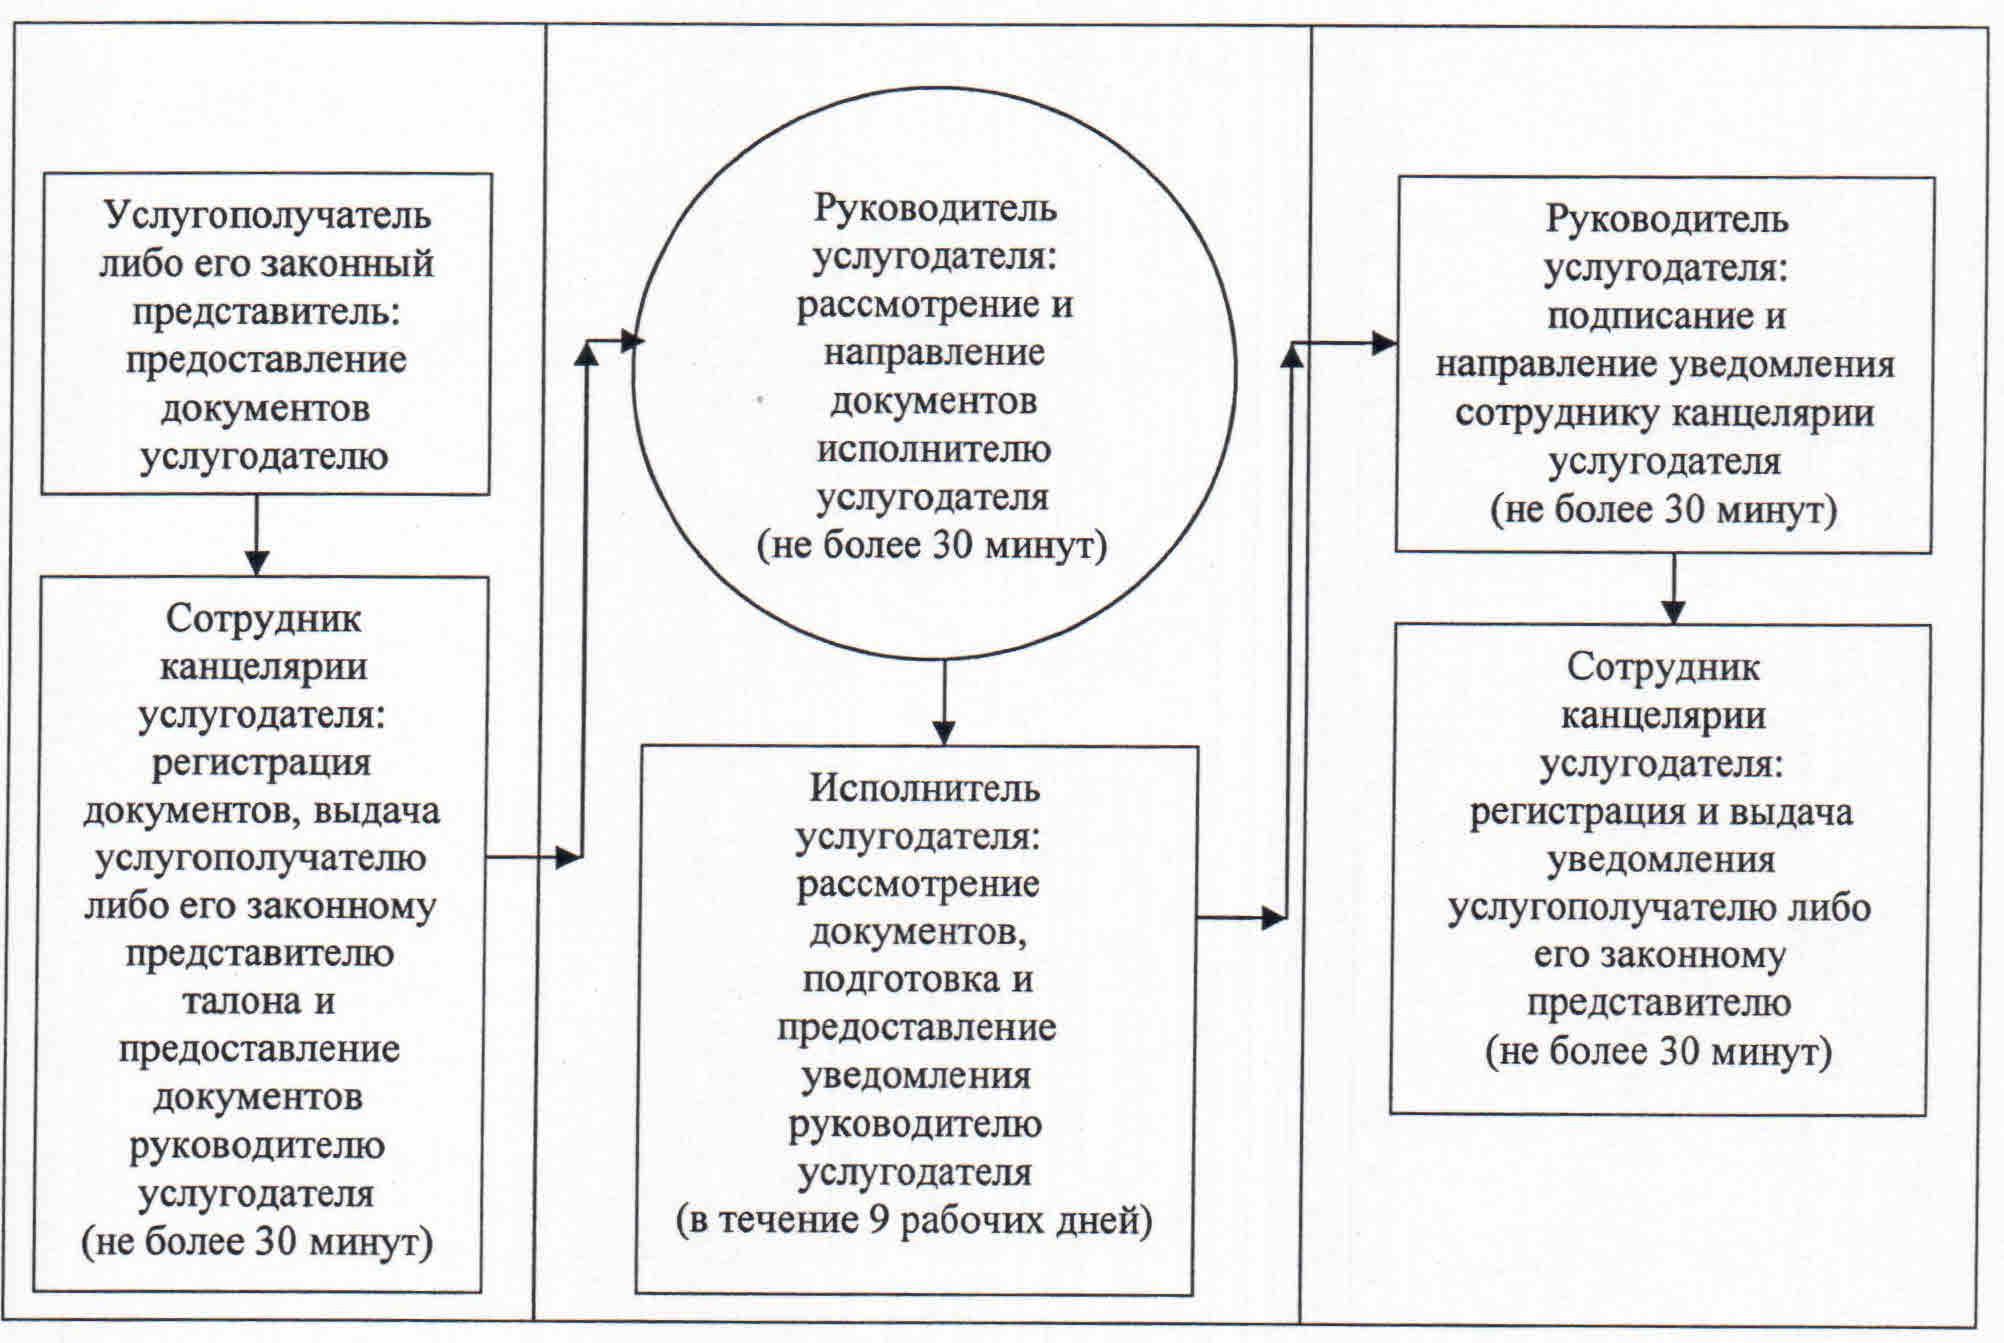 Услугополучатель
либо его законный
представитель:
предоставление
документов
услугодателю
Сотрудник
канцелярии
услугодателя:
регистрация
документов, выдача
услугополучателю
либо его законному
представителю
талона и
предоставление
документов
руководителю
услугодателя
(не более 30 минут)
Руководитель
услугодателя:
рассмотрение и
направление
документов
исполнителю
услугодателя
(не более 30 минут)
Исполнитель
услугодателя:
рассмотрение
документов,
подготовка и
предоставление
уведомления
руководителю
услугодателя
(в течение 9 рабочих дней)
Руководитель
услугодателя:
подписание и
направление уведомления
сотруднику канцелярии
услугодателя
(не более 30 минут)
Сотрудник
канцелярии
услугодателя:
регистрация и выдача
уведомления
услугополучателю либо
его законному
представителю
(не более 30 минут)